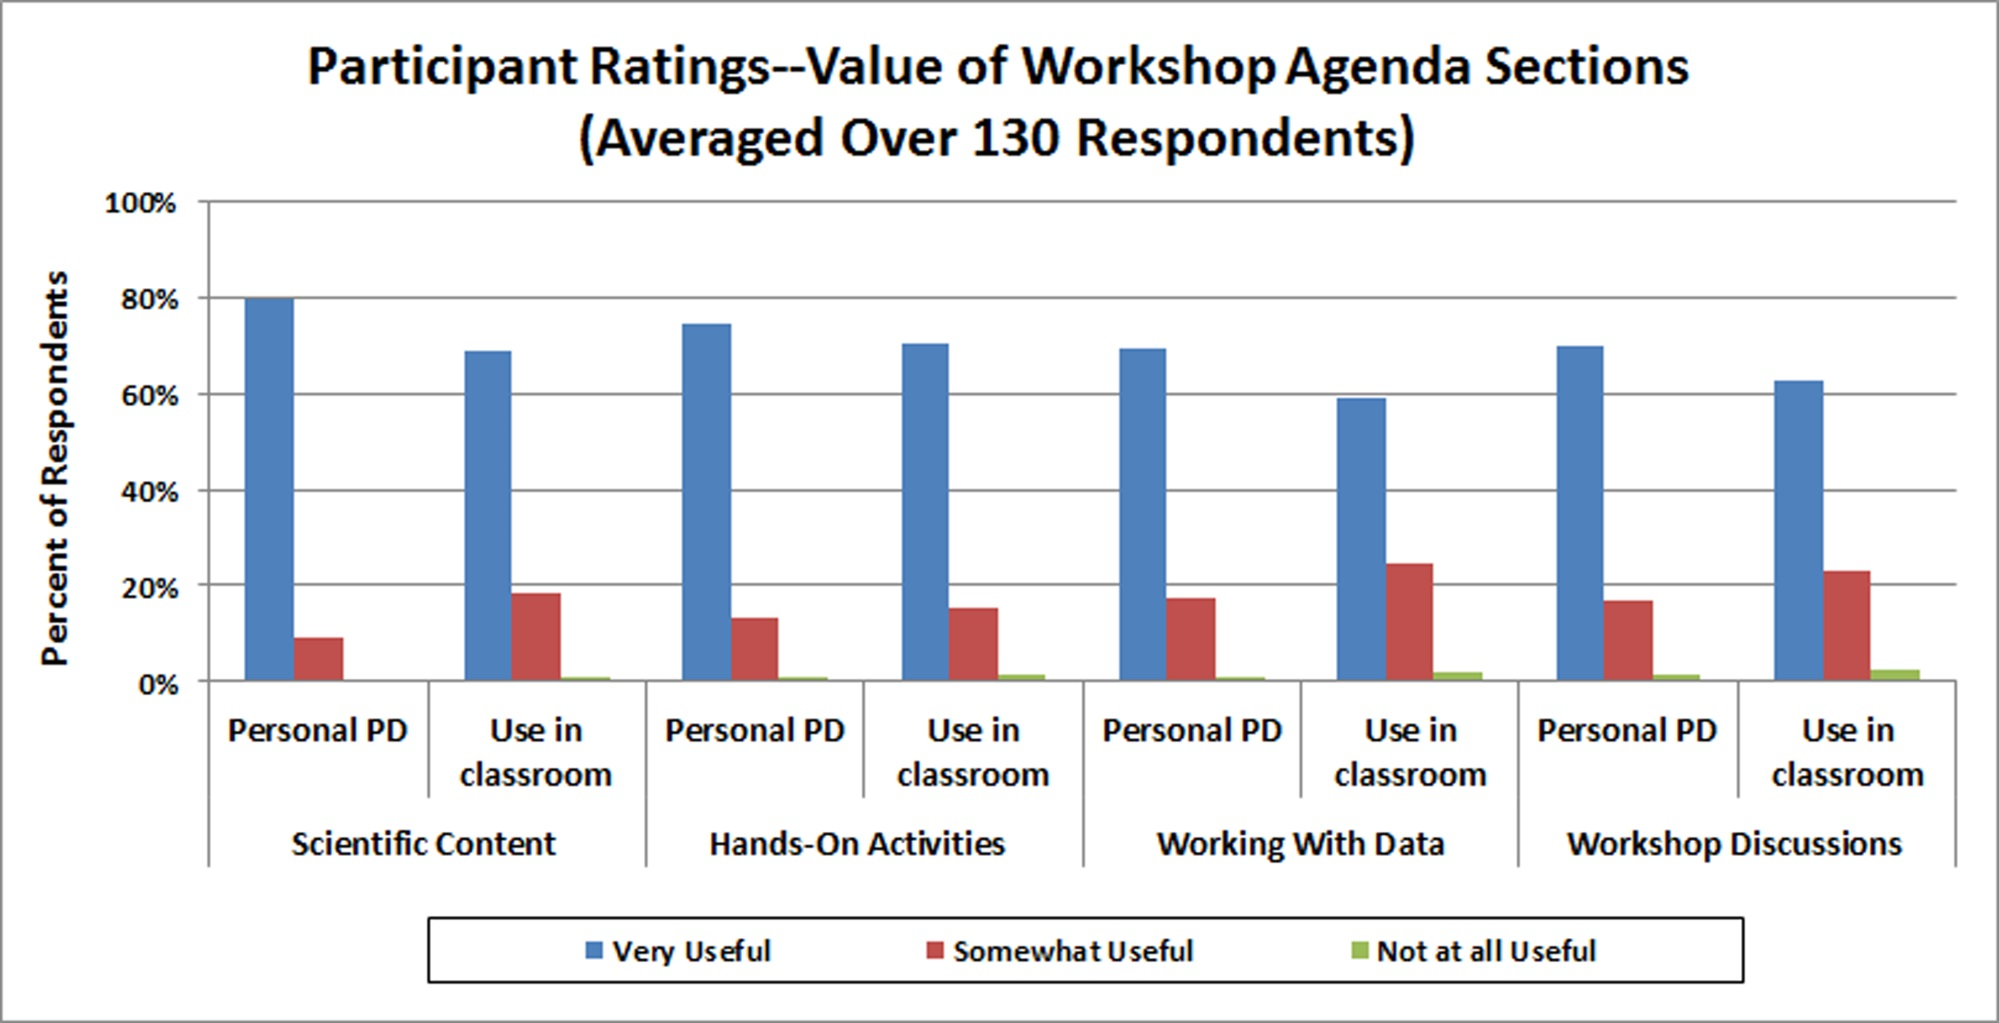 Participant Ratings--Value of Workshop Agenda Sections
(Averaged Over 130 Respondents)
Percent of Respondents
100%
80%
60%
40%
20%
0%
Personal PD
Use in
classroom
Personal PD
Use in
classroom
Personal PD
Use in
classroom
Personal PD
Use in
classroom
Scientific Content
Hands-On Activities
Working With Data
Workshop Discussions
Very Useful
Somewhat Useful
Not at all Useful